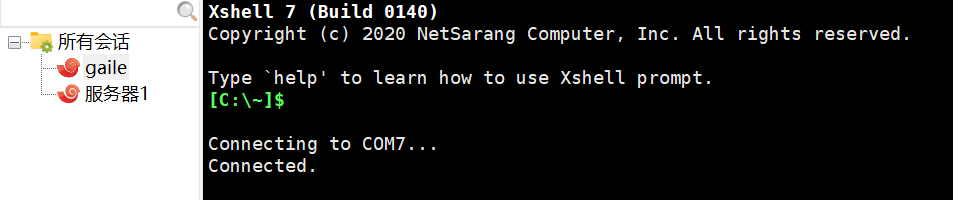 所有会话
gaile
服务器1
Xshell 7 (Build 0140)
Copyright (c) 2020 NetSarang Computer, Inc. All rights reserved.
Type `help' to learn how to use Xshell prompt.
[C:\~]$
Connecting to COM7...
Connected.